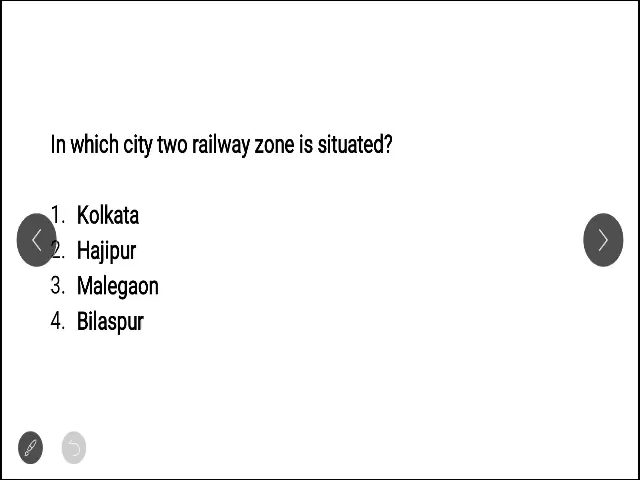 In which city two railway zone is situated?
1. Kolkata
2. Hajipur
3. Malegaon
4. Bilaspur